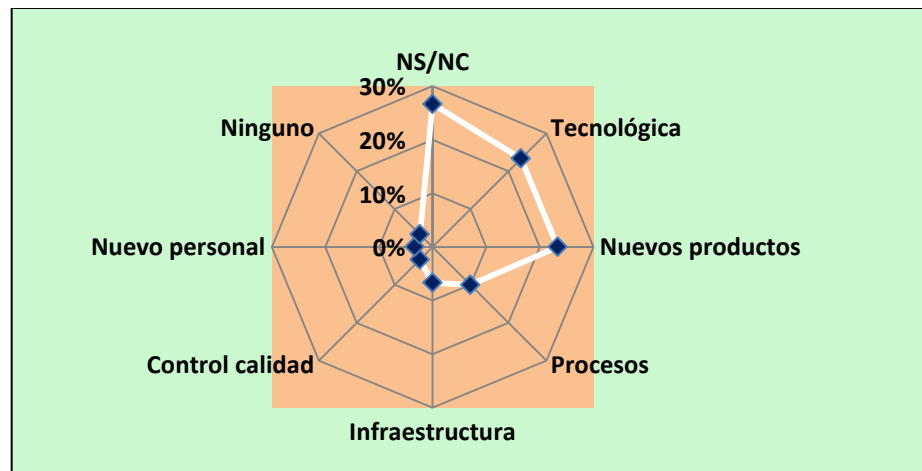 NS/NC
30%
Ninguno
Tecnológica
20%
10%
Nuevo personal
0%
Nuevos productos
Control calidad
Procesos
Infraestructura